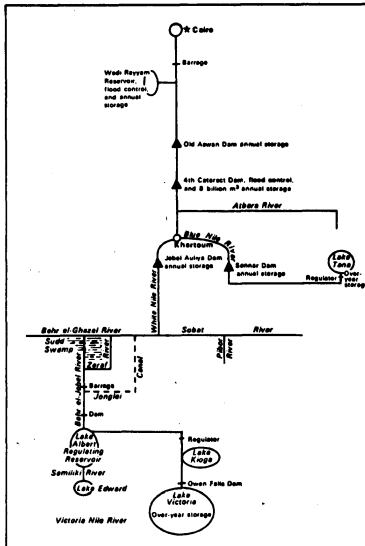 * Cairo
Barrage
Wadi Rayyam
Reservoir,
flood control,
and annual
storage
Old Aswan Dam annual storage
4th Cataract Dam, flood control,
and 8 billion m³ annual storage
Atbara River
Blue Nile River
Khartoum
Jebel Auliya Dam
annual storage
Sennar Dam
annual storage
Lake
Tana
Regulator
Over-
year
storage
White Nile River
Bahr el-Ghazal River
Sobat
River
Sudd
Swamp
Zeraf
River
Canal
Pibor
River
Bahr el-Jebel River
Barrage
Jonglei
Dam
Lake
Albert
Regulating
Reservoir
Regulator
Lake
Kioga
Semiliki River
Lake Edward
Owen Falls Dam
Lake
Victoria
Over-year storage
Victoria Nile River